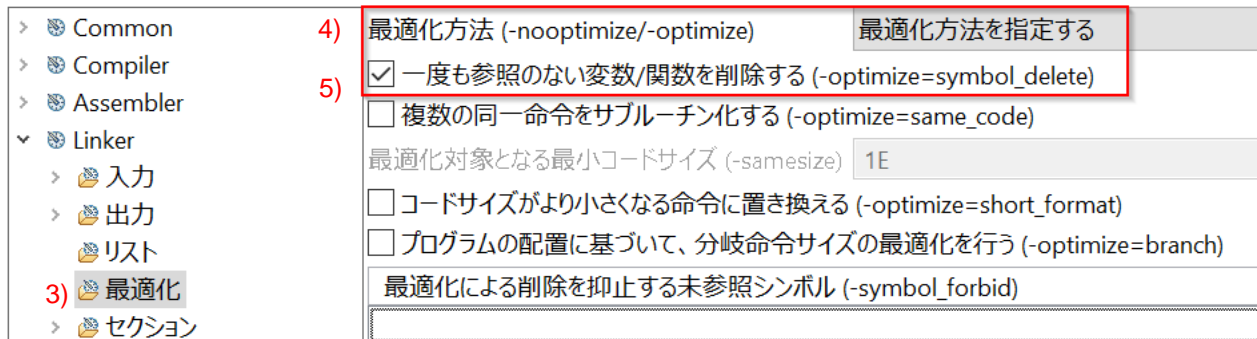 Common
Compiler
Assembler
Linker
入力
出力
リスト
3) 最適化
セクション
4) 最適化方法 (-nooptimize/-optimize) 最適化方法を指定する
5) 一度も参照のない変数/関数を削除する (-optimize=symbol_delete)
複数の同一命令をサブルーチン化する (-optimize=same_code)
最適化対象となる最小コードサイズ (-samesize) 1E
コードサイズがより小さくなる命令に置き換える (-optimize=short_format)
プログラムの配置に基づいて、分岐命令サイズの最適化を行う (-optimize=branch)
最適化による削除を抑止する未参照シンボル (-symbol_forbid)